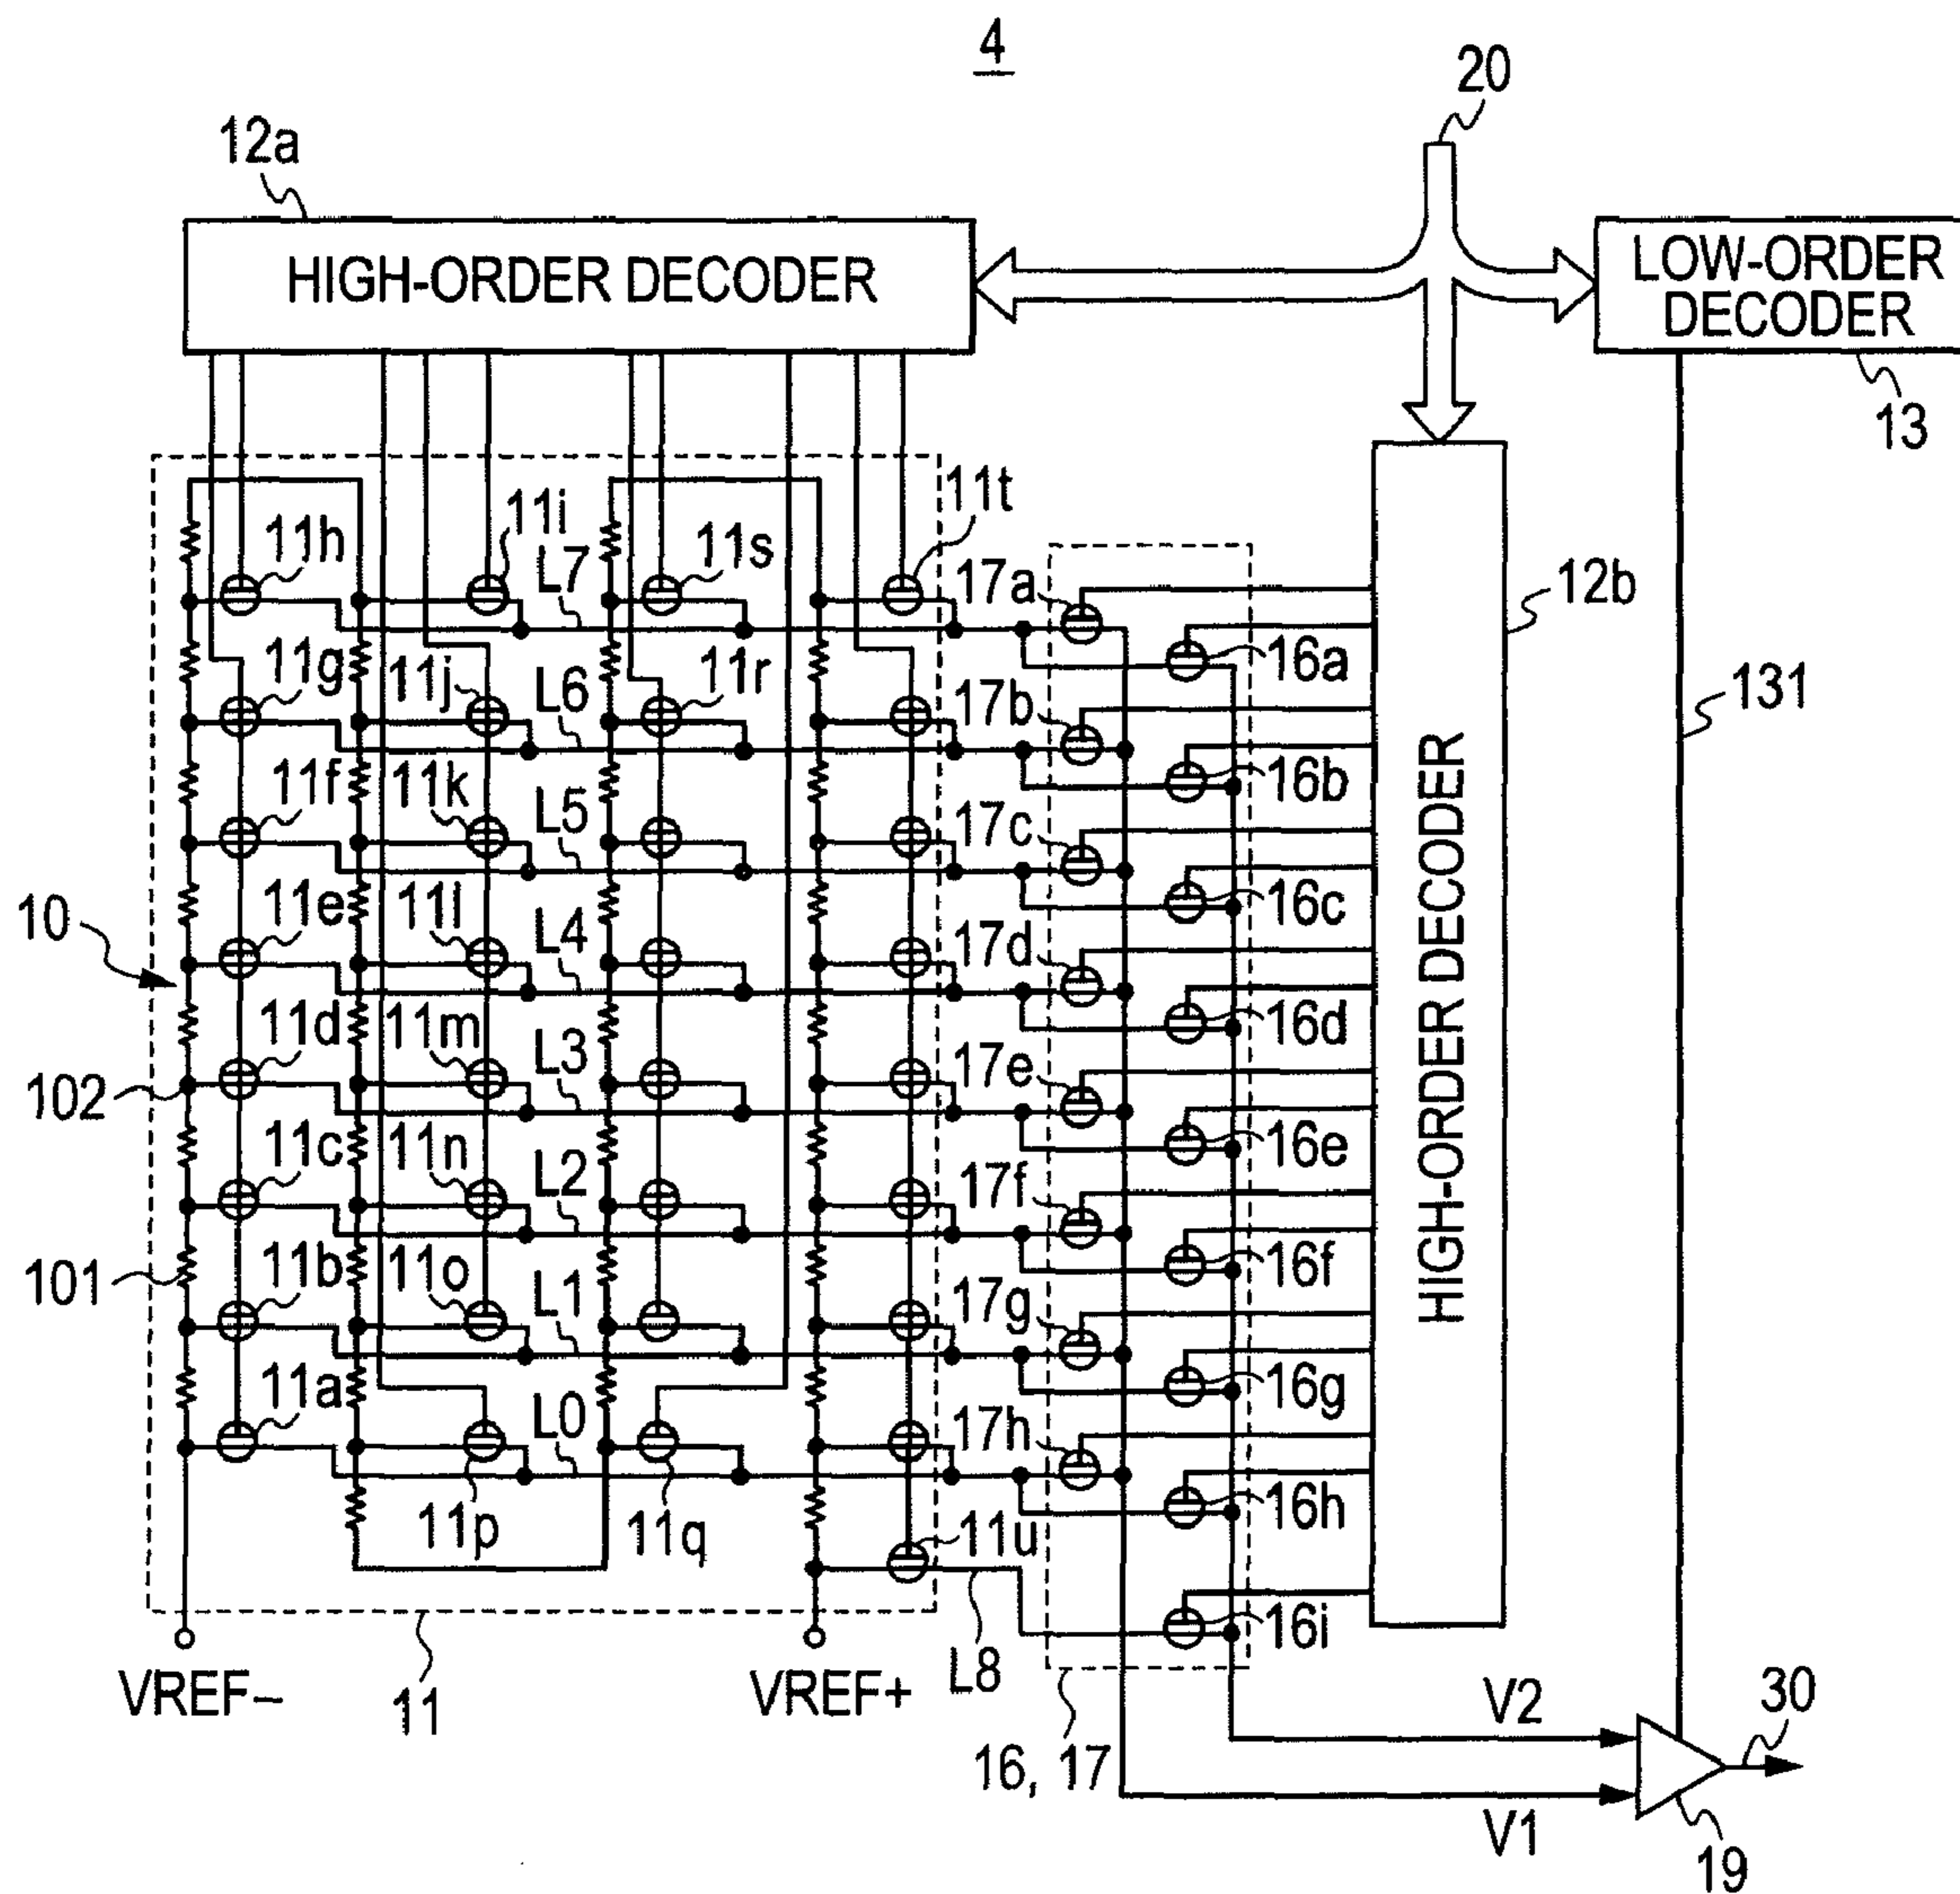 4
20
12a
HIGH-ORDER DECODER
LOW-ORDER
DECODER
13
11t
11h
11i
L7
11s
17a
12b
16a
11g
11j
L6
11r
17b
131
16b
11f
11k
L5
17c
16c
10
11e
11l
L4
17d
16d
HIGH-ORDER DECODER
11d
11m
L3
17e
102
16e
11c
11n
L2
17f
16f
101
11b
11o
L1
17g
16g
11a
L0
17h
16h
11p
11q
11u
16i
VREF–
11
VREF+
L8
16, 17
V2
30
V1
19